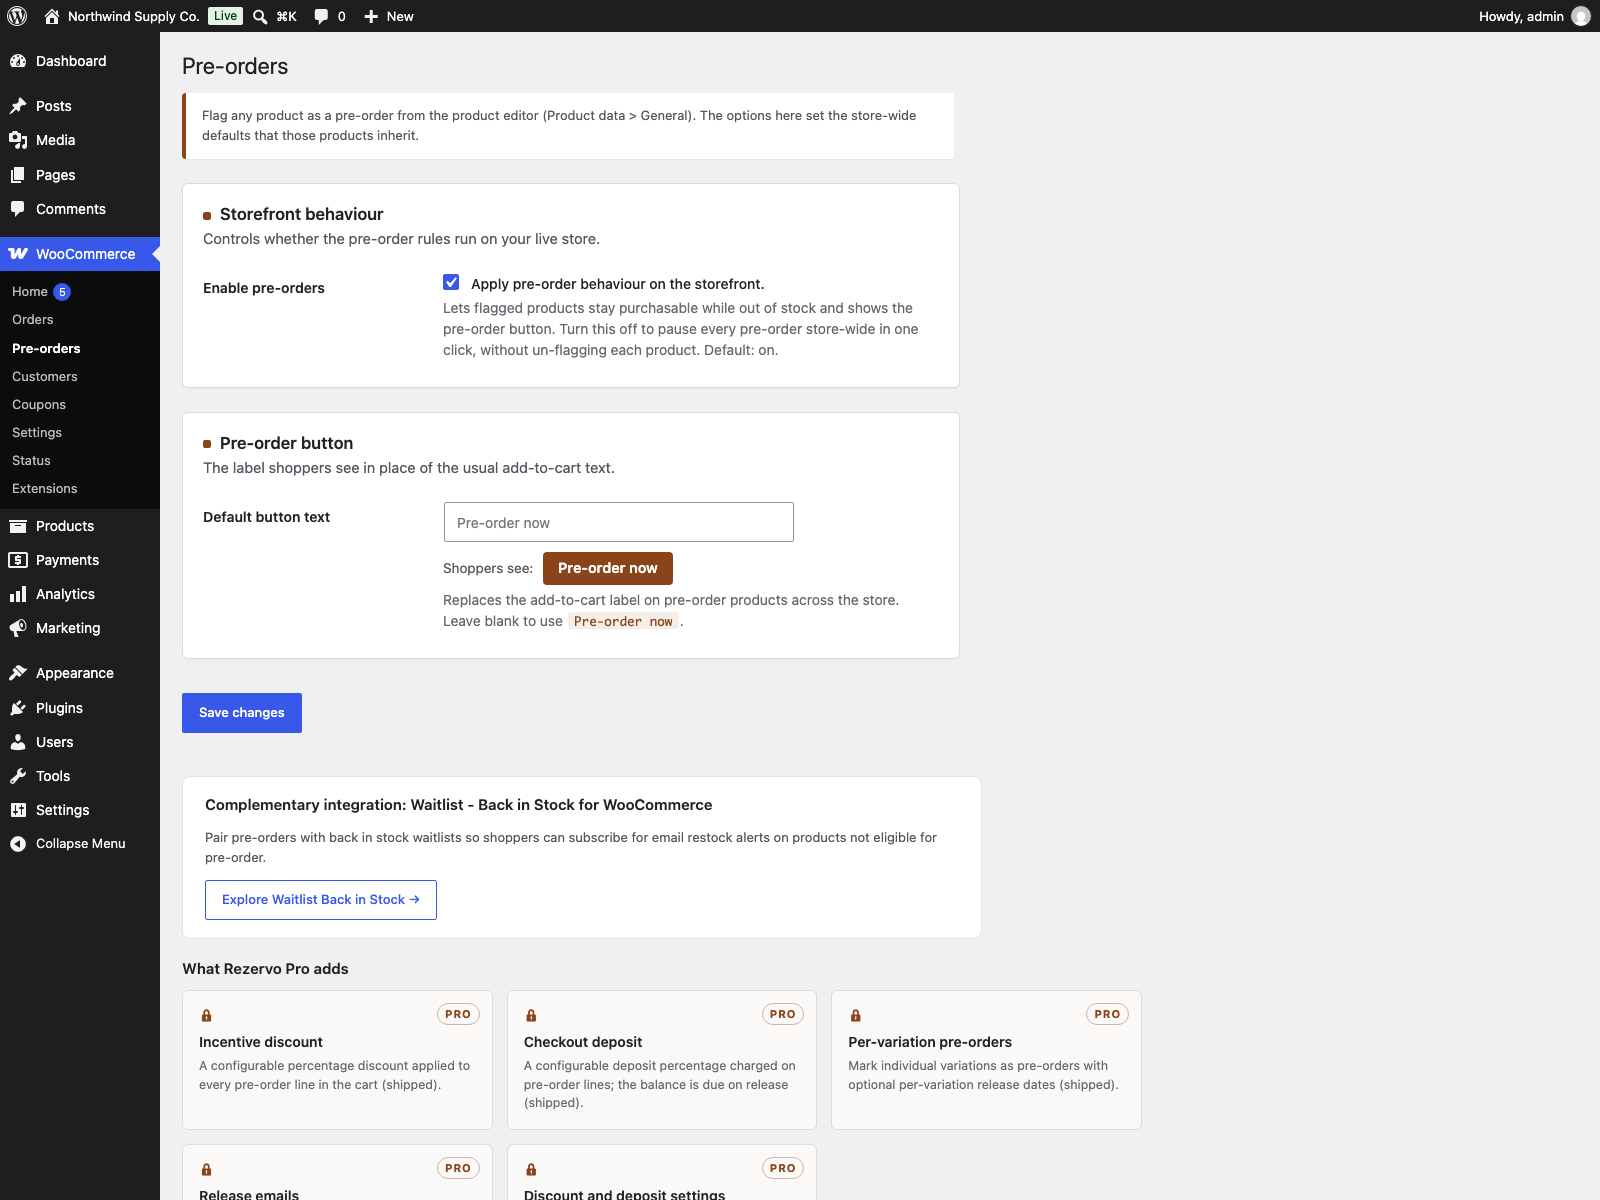 Northwind Supply Co. Live ⌘K 0 New Howdy, admin
Dashboard
Posts
Media
Pages
Comments
WooCommerce
Home 5
Orders
Pre-orders
Customers
Coupons
Settings
Status
Extensions
Products
Payments
Analytics
Marketing
Appearance
Plugins
Users
Tools
Settings
Collapse Menu
Pre-orders
Flag any product as a pre-order from the product editor (Product data > General). The options here set the store-wide
defaults that those products inherit.
Storefront behaviour
Controls whether the pre-order rules run on your live store.
Enable pre-orders
Apply pre-order behaviour on the storefront.
Lets flagged products stay purchasable while out of stock and shows the
pre-order button. Turn this off to pause every pre-order store-wide in one
click, without un-flagging each product. Default: on.
Pre-order button
The label shoppers see in place of the usual add-to-cart text.
Default button text
Pre-order now
Shoppers see: Pre-order now
Replaces the add-to-cart label on pre-order products across the store.
Leave blank to use Pre-order now.
Save changes
Complementary integration: Waitlist - Back in Stock for WooCommerce
Pair pre-orders with back in stock waitlists so shoppers can subscribe for email restock alerts on products not eligible for
pre-order.
Explore Waitlist Back in Stock →
What Rezervo Pro adds
PRO
Incentive discount
A configurable percentage discount applied to
every pre-order line in the cart (shipped).
PRO
Checkout deposit
A configurable deposit percentage charged on
pre-order lines; the balance is due on release
(shipped).
PRO
Per-variation pre-orders
Mark individual variations as pre-orders with
optional per-variation release dates (shipped).
PRO
Release emails
PRO
Discount and deposit settings